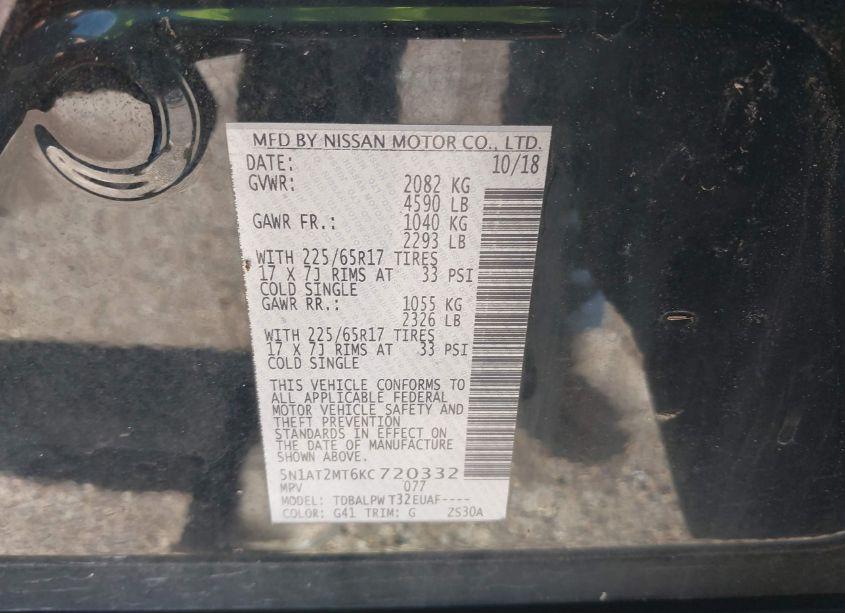 MFD BY NISSAN MOTOR CO., LTD.
DATE: 10/18
GVWR: 2082 KG
4590 LB
GAWR FR.: 1040 KG
2293 LB
WITH 225/65R17 TIRES
17 X 7J RIMS AT 33 PSI
COLD SINGLE
GAWR RR.: 1055 KG
2326 LB
WITH 225/65R17 TIRES
17 X 7J RIMS AT 33 PSI
COLD SINGLE
THIS VEHICLE CONFORMS TO
ALL APPLICABLE FEDERAL
MOTOR VEHICLE SAFETY AND
THEFT PREVENTION
STANDARDS IN EFFECT ON
THE DATE OF MANUFACTURE
SHOWN ABOVE.
5N1AT2MT6KC720332
MPV 077
MODEL: TDBALPW T32EUAF----
COLOR: G41 TRIM: G ZS30A